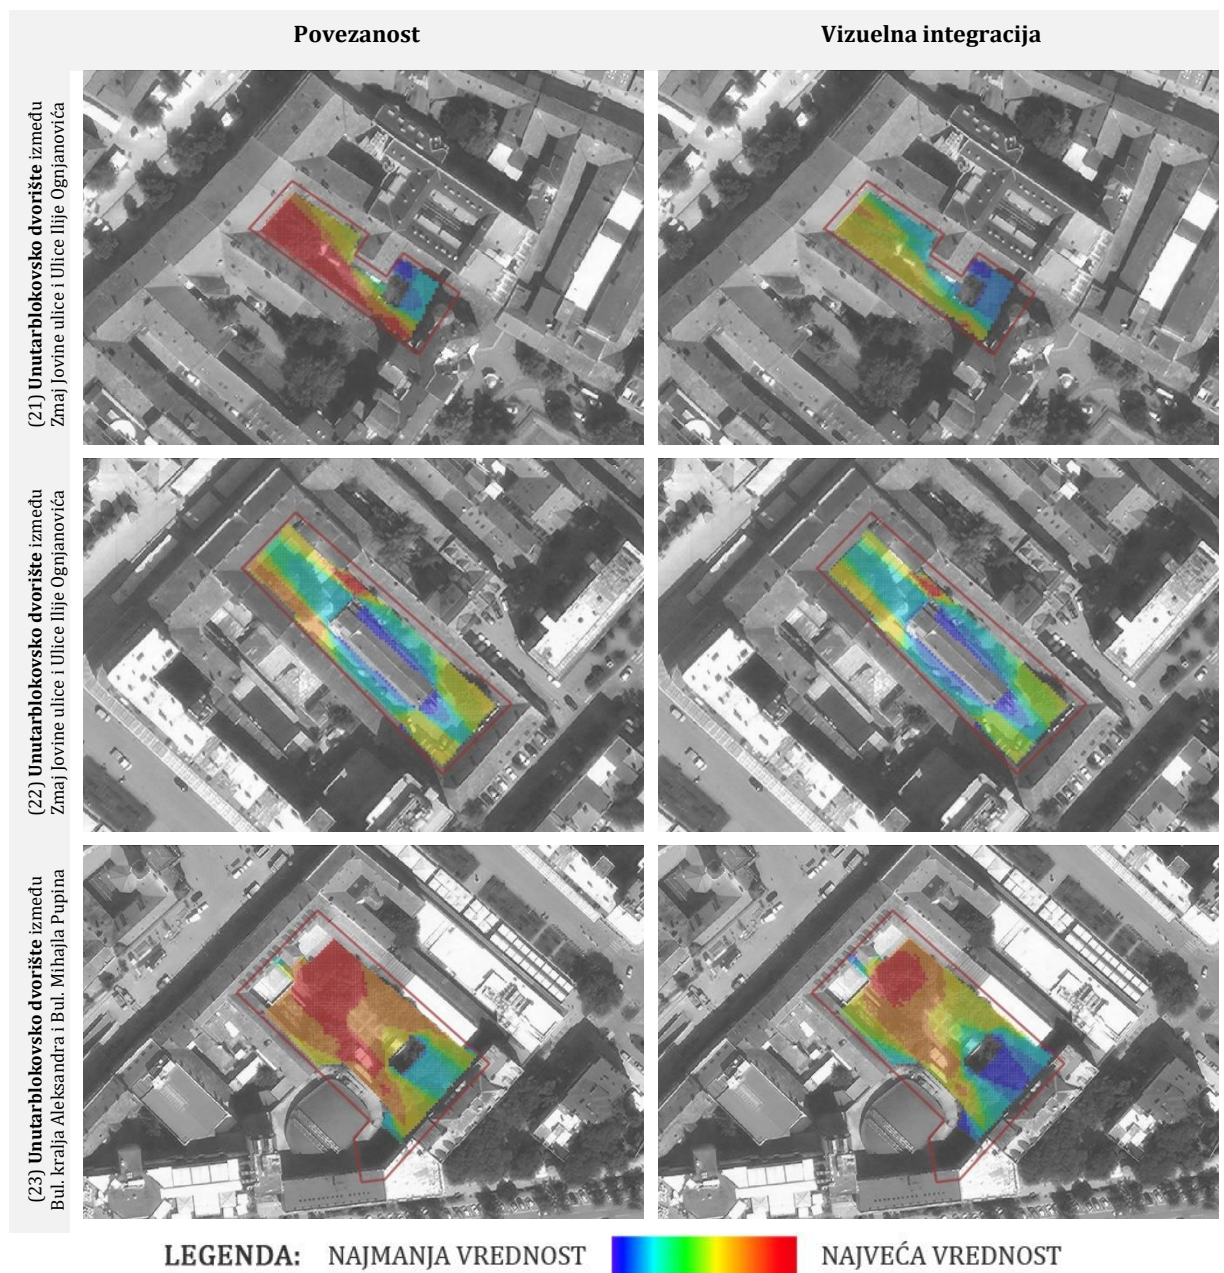 Povezanost
Vizuelna integracija
(21) Unutarblokovsko dvorište između
Zmaj Jovine ulice i Ulice Ilije Ognjanovića
(22) Unutarblokovsko dvorište između
Zmaj Jovine ulice i Ulice Ilije Ognjanovića
(23) Unutarblokovsko dvorište između
Bul. kralja Aleksandra i Bul. Mihajla Pupina
LEGENDA: NAJMANJA VREDNOST NAJVEĆA VREDNOST